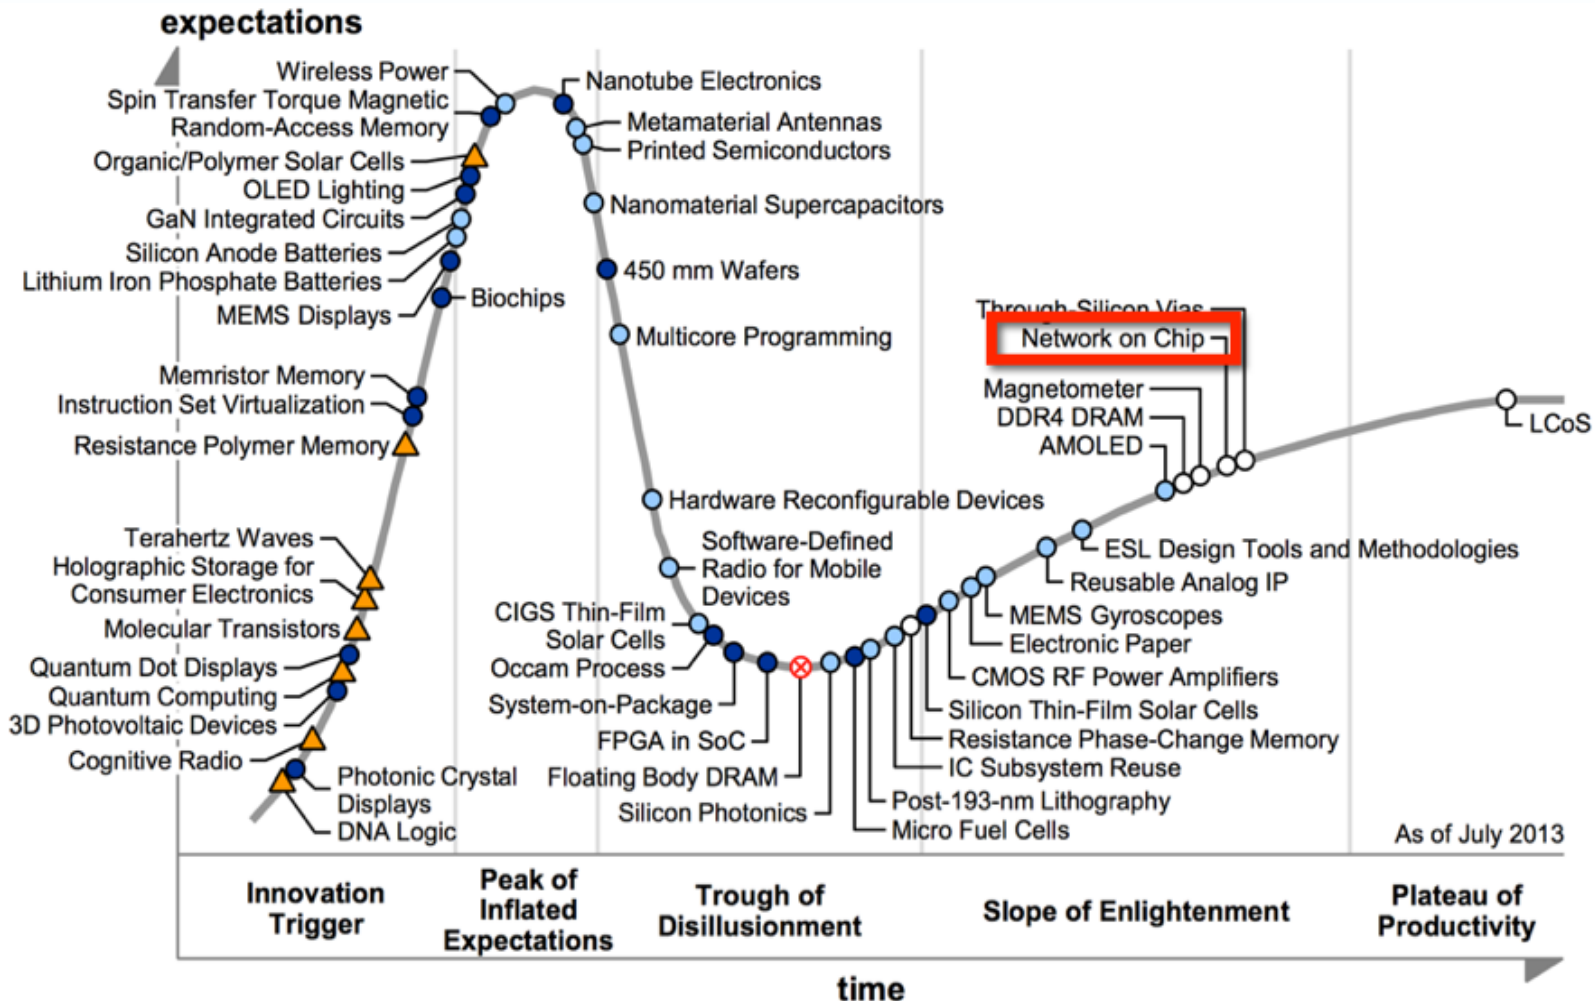 expectations
Wireless Power
Spin Transfer Torque Magnetic
Random-Access Memory
Organic/Polymer Solar Cells
OLED Lighting
GaN Integrated Circuits
Silicon Anode Batteries
Lithium Iron Phosphate Batteries
MEMS Displays
Biochips
Memristor Memory
Instruction Set Virtualization
Resistance Polymer Memory
Terahertz Waves
Holographic Storage for
Consumer Electronics
Molecular Transistors
Quantum Dot Displays
Quantum Computing
3D Photovoltaic Devices
Cognitive Radio
Photonic Crystal
Displays
DNA Logic
Nanotube Electronics
Metamaterial Antennas
Printed Semiconductors
Nanomaterial Supercapacitors
450 mm Wafers
Multicore Programming
Hardware Reconfigurable Devices
Software-Defined
Radio for Mobile
Devices
CIGS Thin-Film
Solar Cells
Occam Process
System-on-Package
FPGA in SoC
Floating Body DRAM
Silicon Photonics
Through-Silicon Vias
Network on Chip
Magnetometer
DDR4 DRAM
AMOLED
LCoS
ESL Design Tools and Methodologies
Reusable Analog IP
MEMS Gyroscopes
Electronic Paper
CMOS RF Power Amplifiers
Silicon Thin-Film Solar Cells
Resistance Phase-Change Memory
IC Subsystem Reuse
Post-193-nm Lithography
Micro Fuel Cells
As of July 2013
Innovation
Trigger
Peak of
Inflated
Expectations
Trough of
Disillusionment
Slope of Enlightenment
Plateau of
Productivity
time